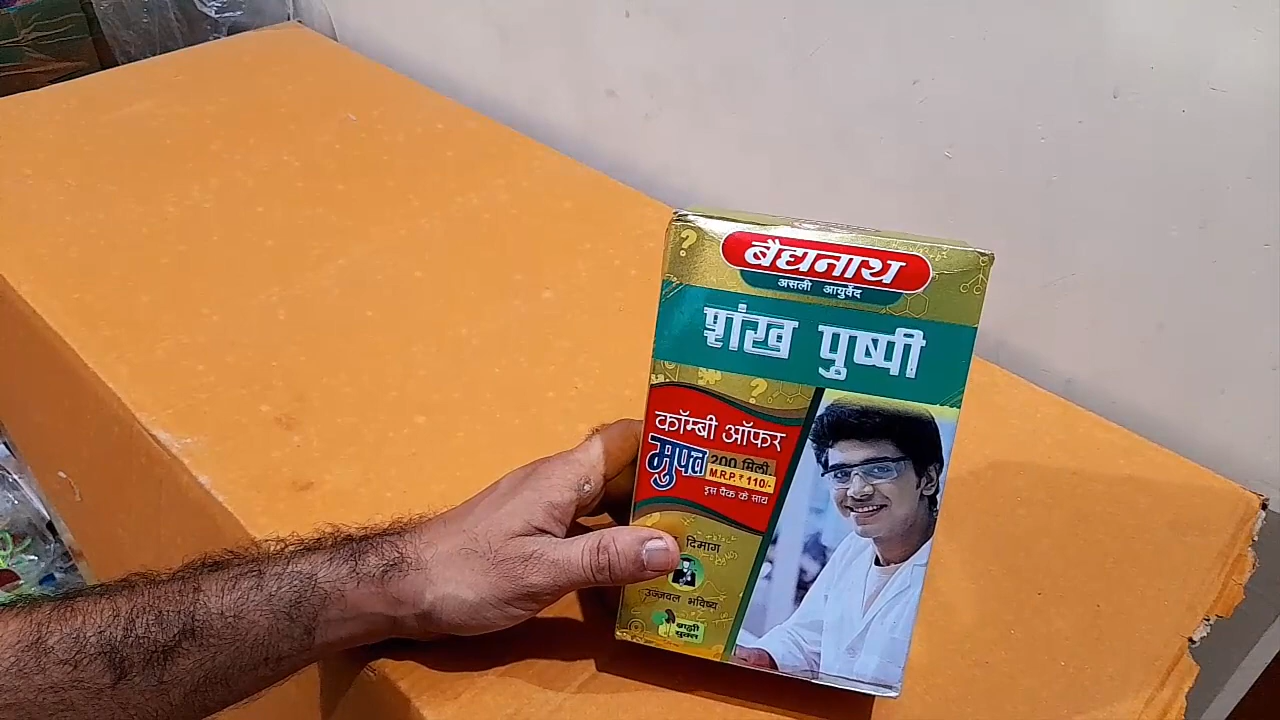 बैद्यनाथ
असली आयुर्वेद
शंख पुष्पी
कॉम्बी ऑफर
मुफ्त 200 मिली.
M.R.P. ₹ 110/-
इस पैक के साथ
दिमाग
उज्जवल भविष्य
ब्राह्मी
युक्त